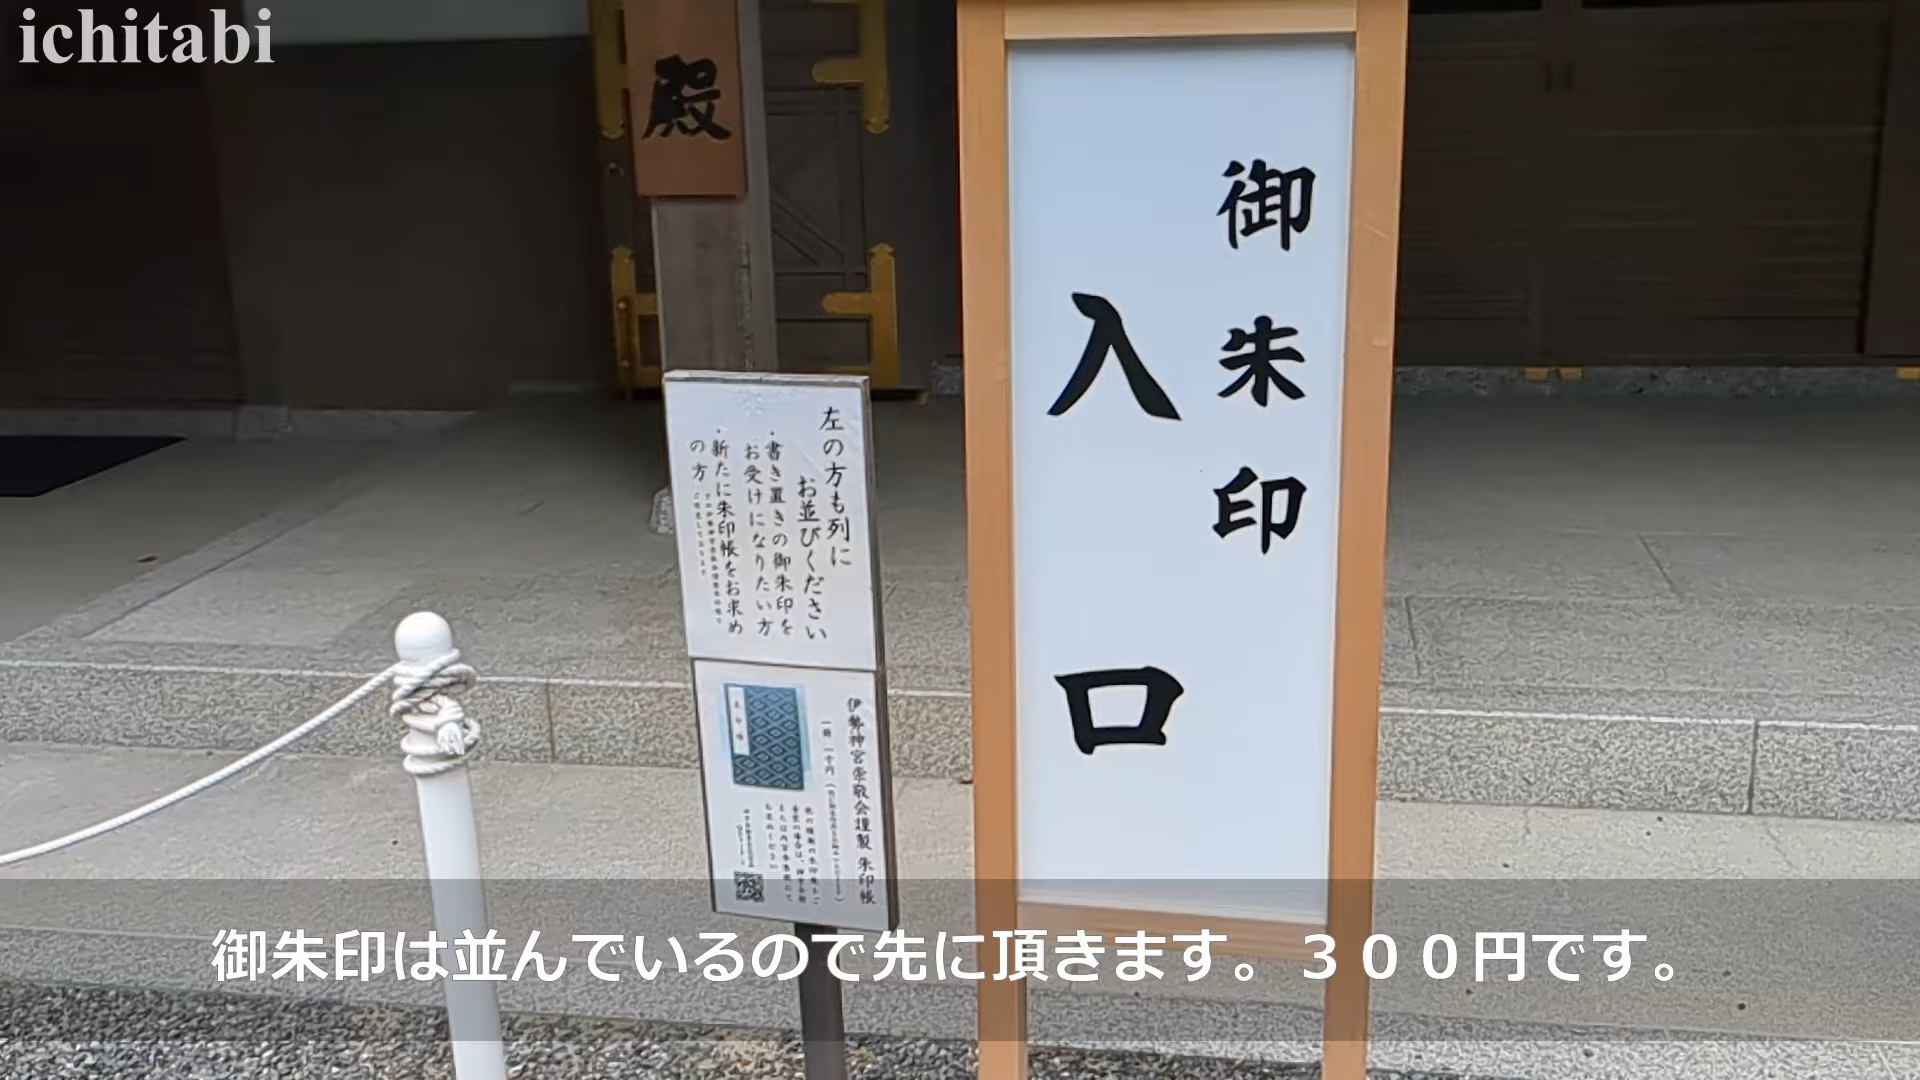 ichitabi
殿
御朱印
入口
左の方も列に
お並びください
・書き置きの御朱印を
お受けになりたい方
・新たに朱印帳をお求め
の方
伊勢神宮崇敬会謹製 朱印帳
朱印帳
御朱印は並んでいるので先に頂きます。３００円です。